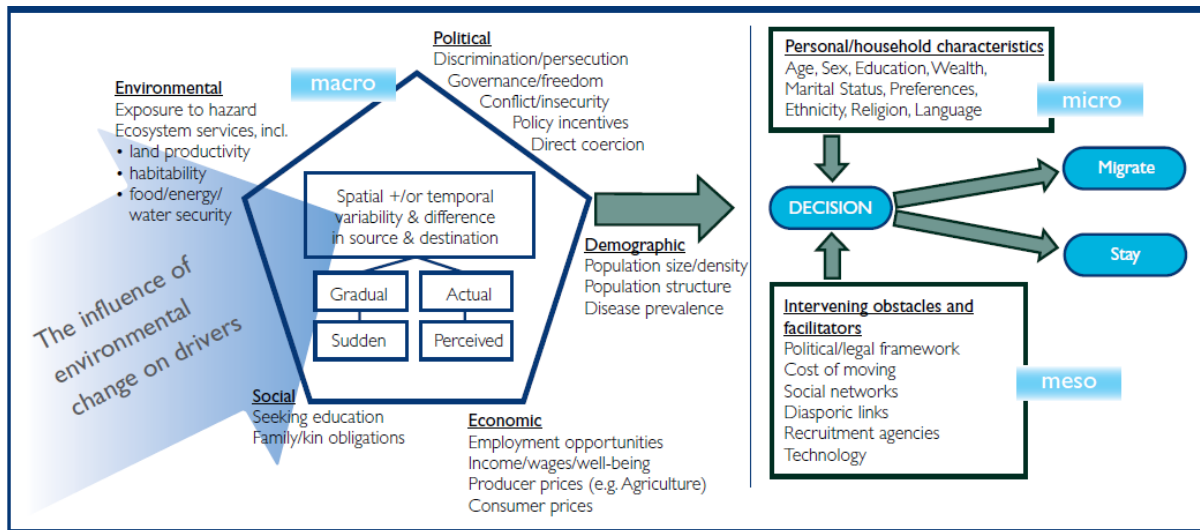 Political
Discrimination/persecution
Governance/freedom
Conflict/insecurity
Policy incentives
Direct coercion
macro
Environmental
Exposure to hazard
Ecosystem services, incl.
• land productivity
• habitability
• food/energy/
water security
The influence of
environmental
change on drivers
Spatial +/or temporal
variability & difference
in source & destination
Gradual
Actual
Sudden
Perceived
Demographic
Population size/density
Population structure
Disease prevalence
Social
Seeking education
Family/kin obligations
Economic
Employment opportunities
Income/wages/well-being
Producer prices (e.g. Agriculture)
Consumer prices
Personal/household characteristics
Age, Sex, Education, Wealth,
Marital Status, Preferences,
Ethnicity, Religion, Language
micro
DECISION
Migrate
Stay
Intervening obstacles and
facilitators
Political/legal framework
Cost of moving
Social networks
Diasporic links
Recruitment agencies
Technology
meso